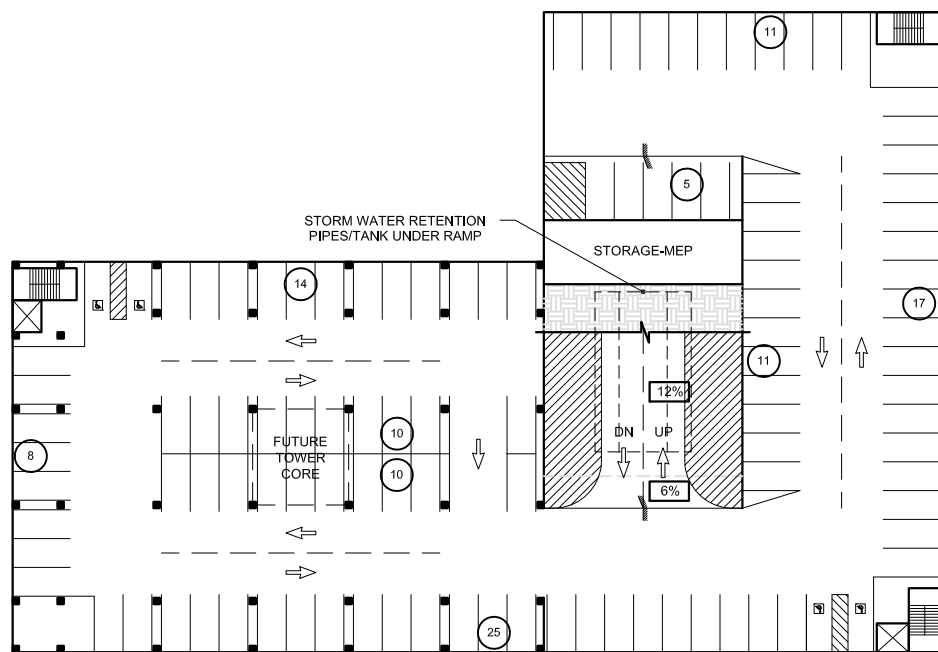 11
5
STORM WATER RETENTION
PIPES/TANK UNDER RAMP
STORAGE-MEP
14
17
11
12%
10
FUTURE
TOWER
CORE
DN
UP
8
10
6%
25